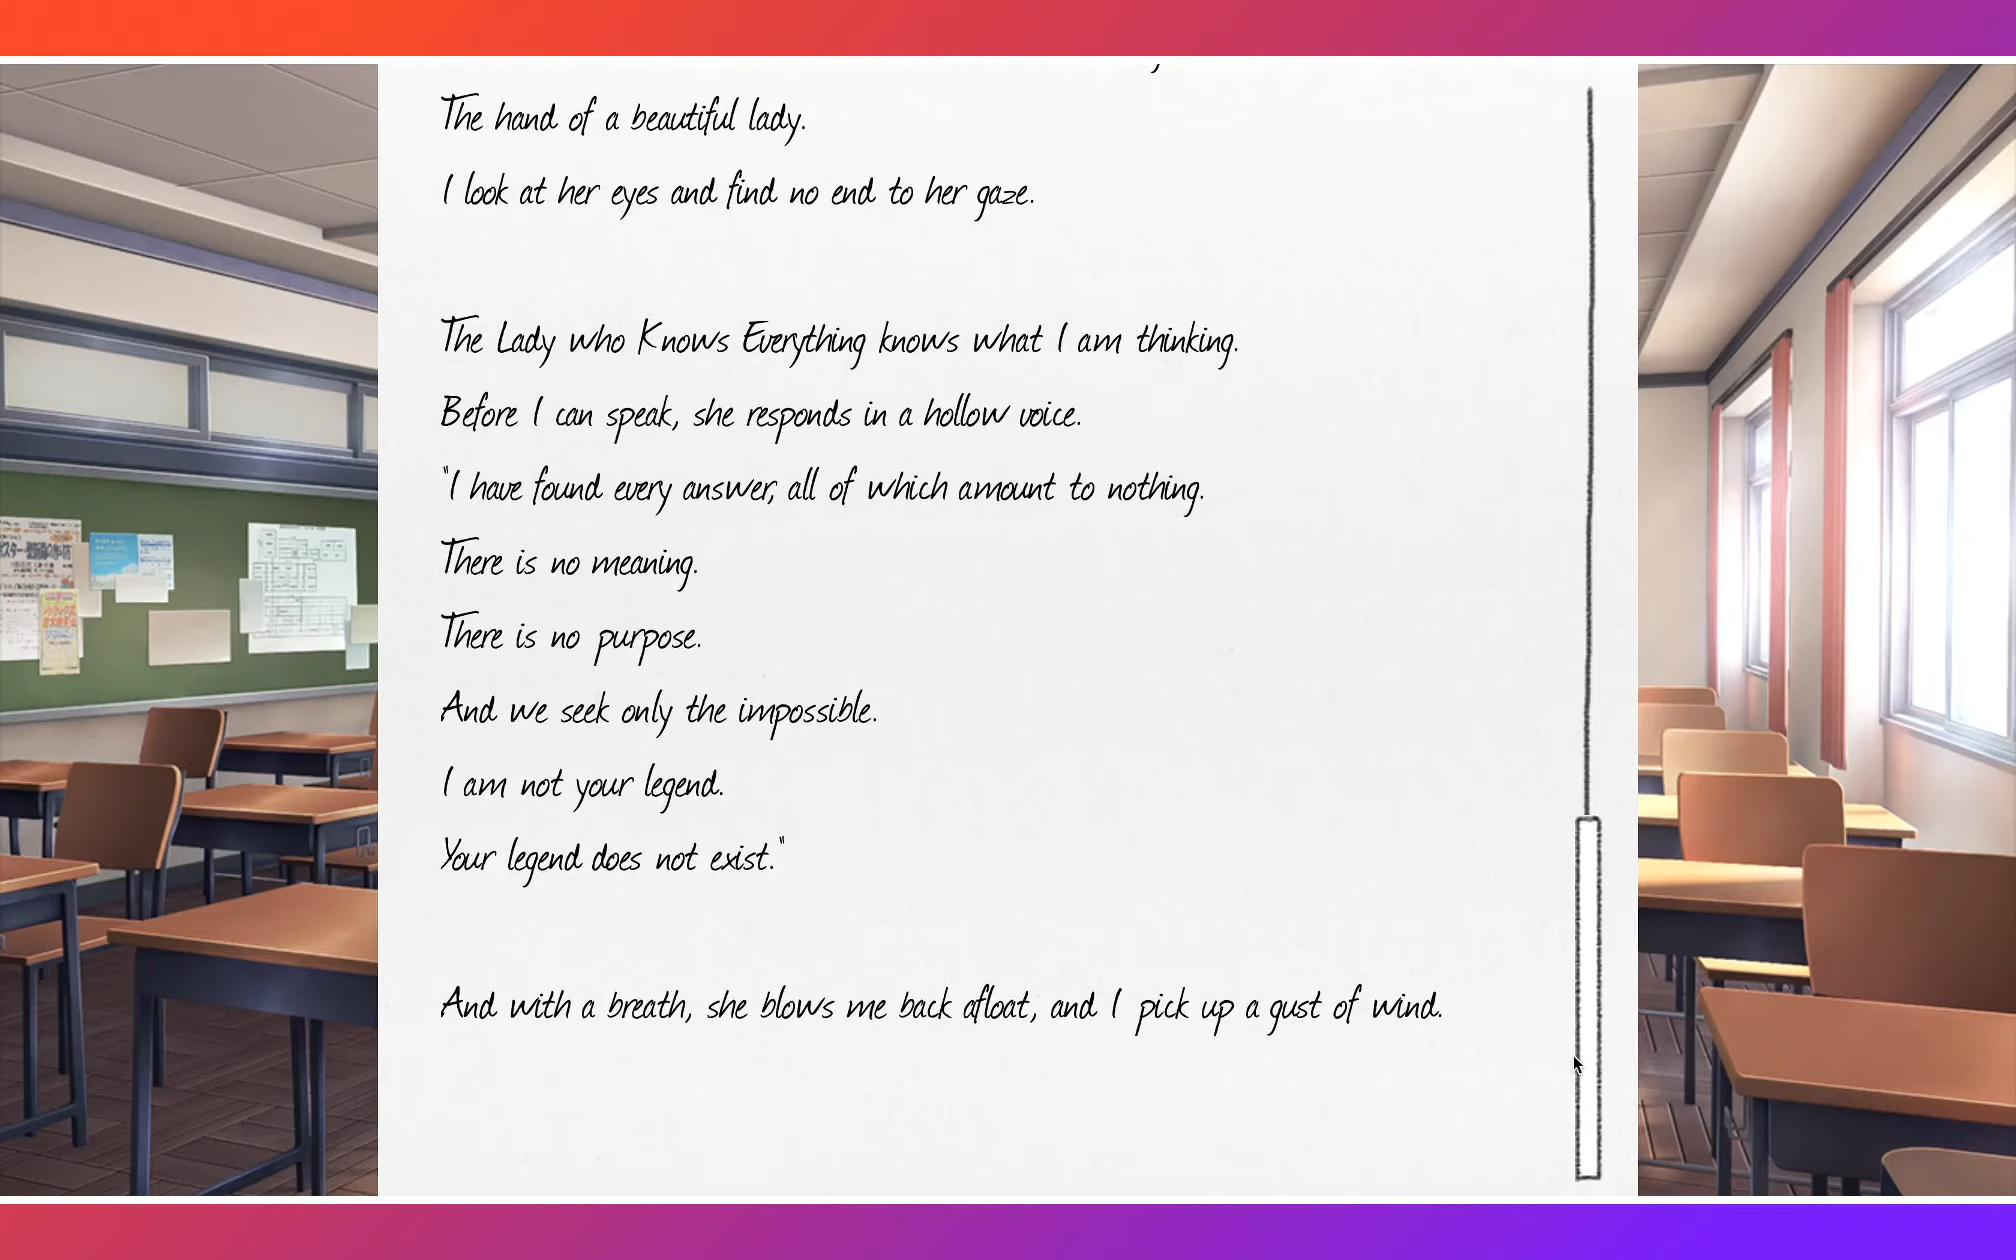 The hand of a beautiful lady.
I look at her eyes and find no end to her gaze.
The Lady who Knows Everything knows what I am thinking.
Before I can speak, she responds in a hollow voice.
"I have found every answer, all of which amount to nothing.
There is no meaning.
There is no purpose.
And we seek only the impossible.
I am not your legend.
Your legend does not exist."
And with a breath, she blows me back afloat, and I pick up a gust of wind.